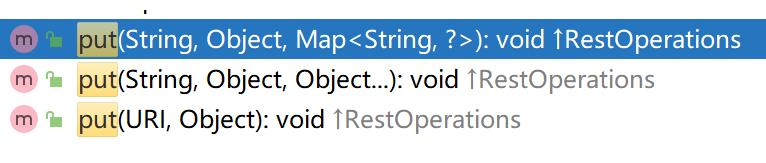 m put(String, Object, Map<String, ?>): void ↑RestOperations
m put(String, Object, Object...): void ↑RestOperations
m put(URI, Object): void ↑RestOperations